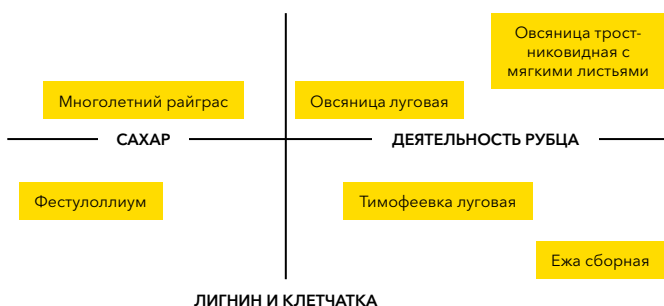 Овсяница трост-
никовидная с
мягкими листьями
Многолетний райграс
Овсяница луговая
САХАР
ДЕЯТЕЛЬНОСТЬ РУБЦА
Фестулоллиум
Тимофеевка луговая
Ежа сборная
ЛИГНИН И КЛЕТЧАТКА